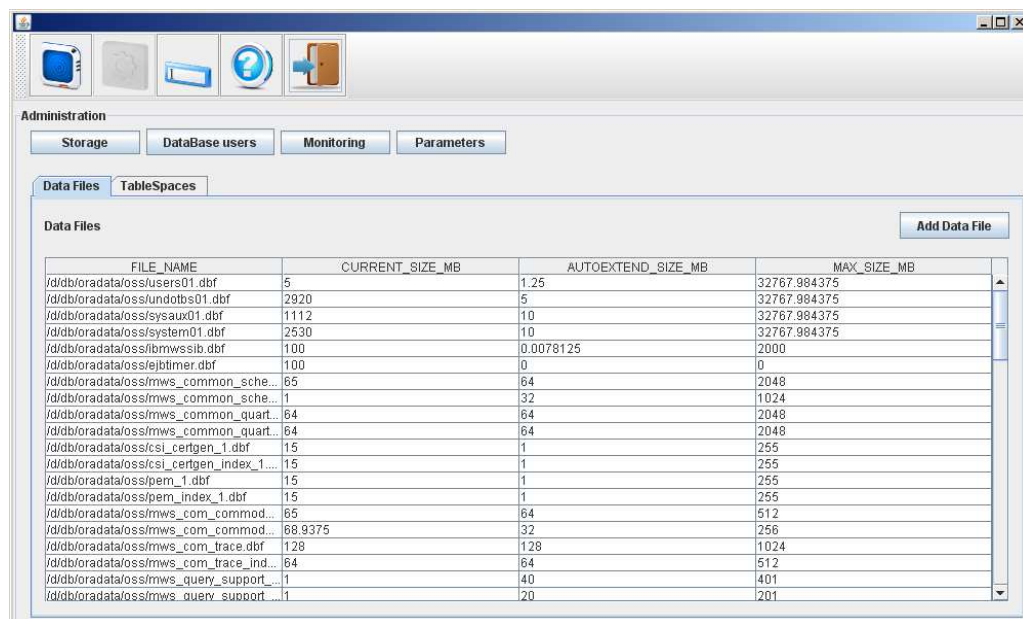 Administration
Storage DataBase users Monitoring Parameters
Data Files TableSpaces
Data Files Add Data File
FILE_NAME CURRENT_SIZE_MB AUTOEXTEND_SIZE_MB MAX_SIZE_MB
/d/db/oradata/oss/users01.dbf 5 1.25 32767.984375
/d/db/oradata/oss/undotbs01.dbf 2920 5 32767.984375
/d/db/oradata/oss/sysaux01.dbf 1112 10 32767.984375
/d/db/oradata/oss/system01.dbf 2530 10 32767.984375
/d/db/oradata/oss/ibmwssib.dbf 100 0.0078125 2000
/d/db/oradata/oss/ejbtimer.dbf 100 0 0
/d/db/oradata/oss/mws_common_sche... 65 64 2048
/d/db/oradata/oss/mws_common_sche... 1 32 1024
/d/db/oradata/oss/mws_common_quart... 64 64 2048
/d/db/oradata/oss/mws_common_quart... 64 64 2048
/d/db/oradata/oss/csi_certgen_1.dbf 15 1 255
/d/db/oradata/oss/csi_certgen_index_1.... 15 1 255
/d/db/oradata/oss/pem_1.dbf 15 1 255
/d/db/oradata/oss/pem_index_1.dbf 15 1 255
/d/db/oradata/oss/mws_com_commod... 65 64 512
/d/db/oradata/oss/mws_com_commod... 68.9375 32 256
/d/db/oradata/oss/mws_com_trace.dbf 128 128 1024
/d/db/oradata/oss/mws_com_trace_ind... 64 64 512
/d/db/oradata/oss/mws_query_support_... 1 40 401
/d/db/oradata/oss/mws_query_support_... 1 20 201